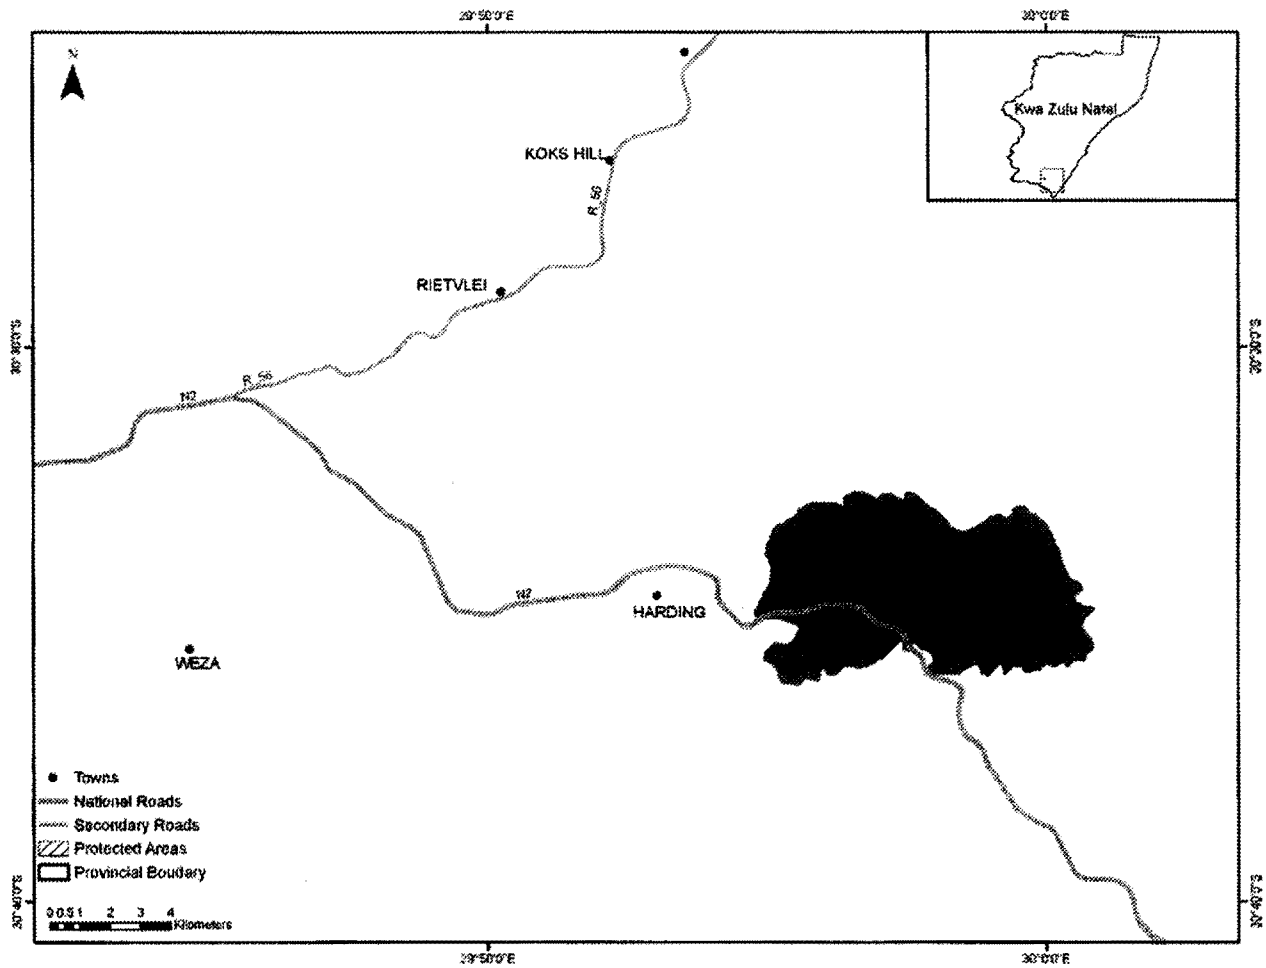 29°50'0"E
30°0'0"E
N
Kwa Zulu Natal
KOKS HILL
R_56
RIETVLEI
30°30'0"S
30°30'0"S
R_56
N2
N2
HARDING
WEZA
Towns
National Roads
Secondary Roads
Protected Areas
Provincial Boudary
30°40'0"S
30°40'0"S
0 0.5 1 2 3 4
Kilometers
29°50'0"E
30°0'0"E